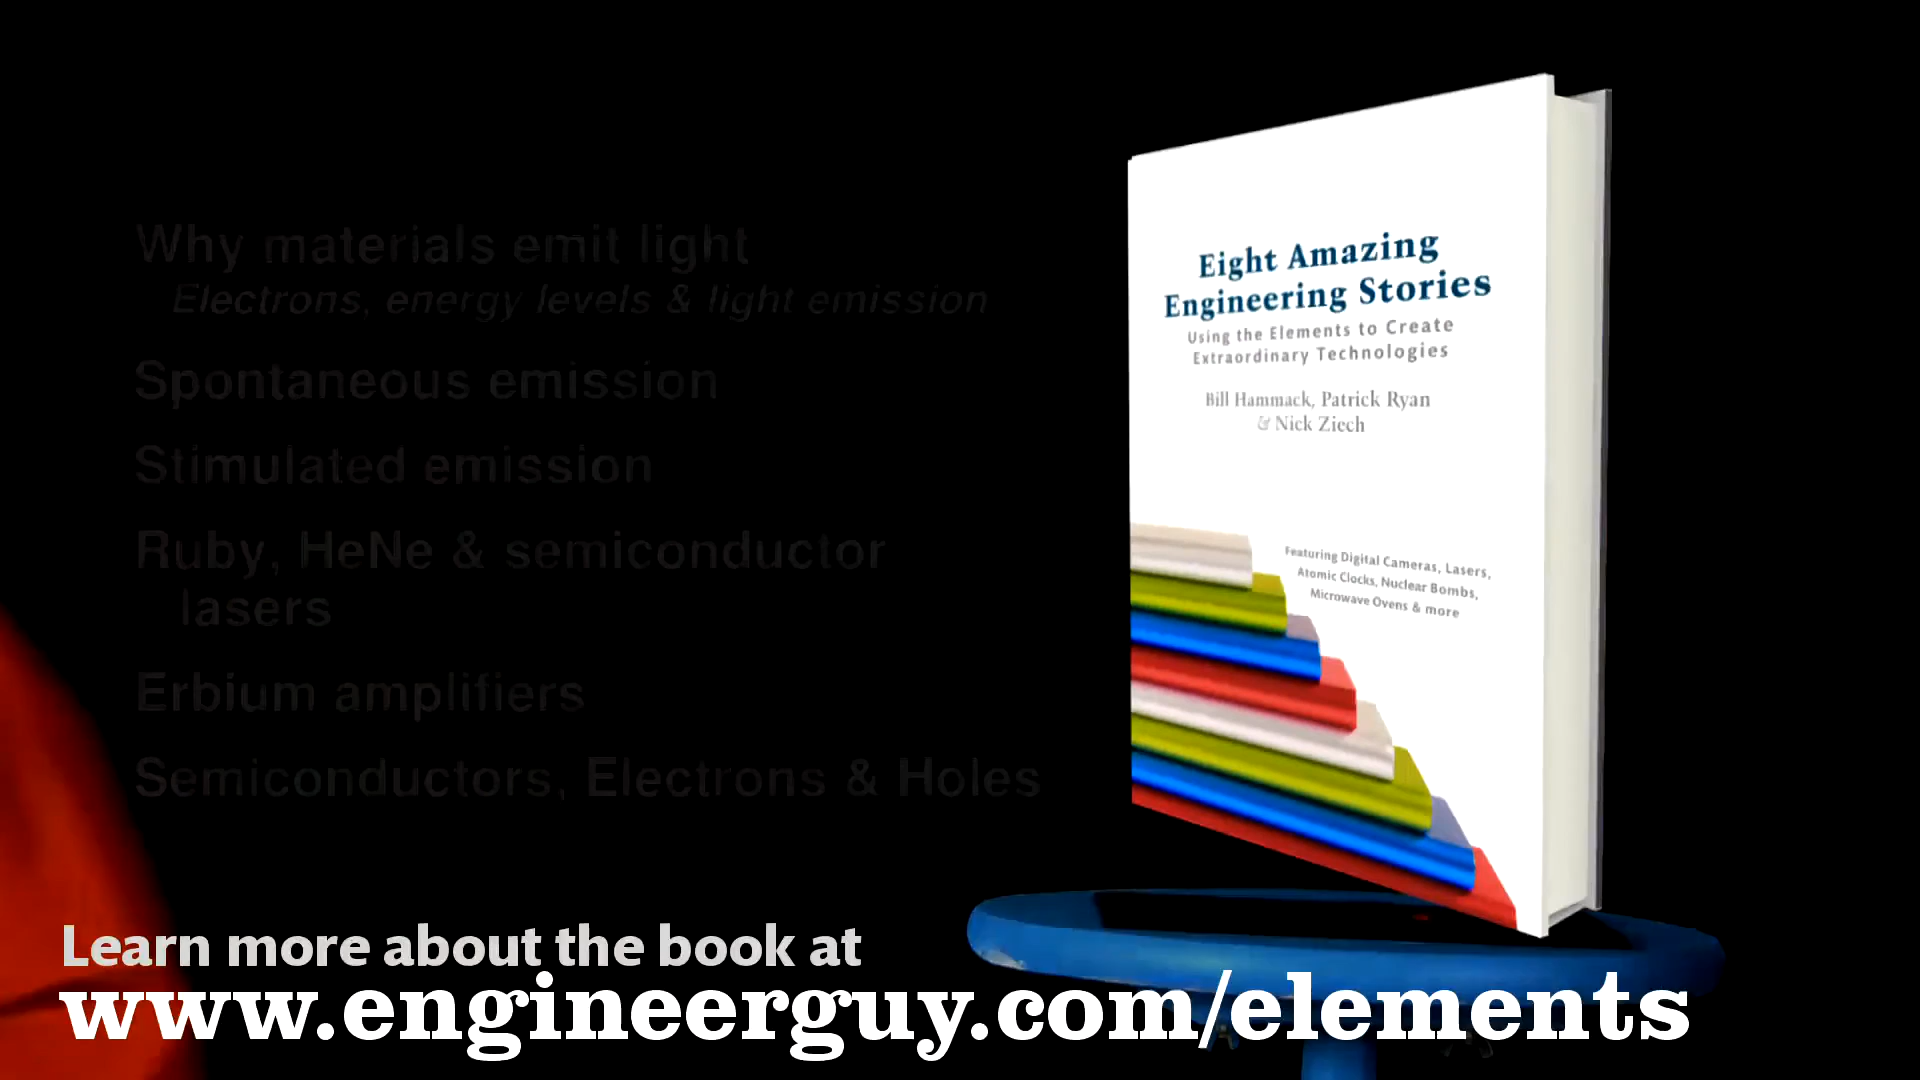 Why materials emit light
Electrons, energy levels & light emission
Spontaneous emission
Stimulated emission
Ruby, HeNe & semiconductor
lasers
Erbium amplifiers
Semiconductors, Electrons & Holes
Eight Amazing
Engineering Stories
Using the Elements to Create
Extraordinary Technologies
Bill Hammack, Patrick Ryan
& Nick Ziech
Featuring Digital Cameras, Lasers,
Atomic Clocks, Nuclear Bombs,
Microwave Ovens & more
Learn more about the book at
www.engineerguy.com/elements